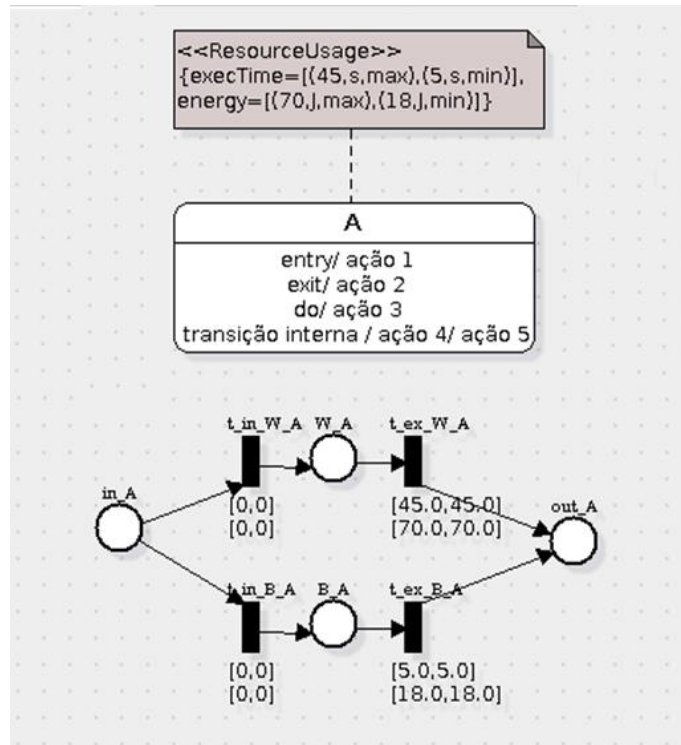 <<ResourceUsage>>
{execTime=[(45,s,max),(5,s,min)],
energy=[(70,J,max),(18,J,min)]}
A
entry/ ação 1
exit/ ação 2
do/ ação 3
transição interna / ação 4/ ação 5
t_in_W_A W_A t_ex_W_A
in_A
[0,0] [45.0,45.0] out_A
[0,0] [70.0,70.0]
t_in_B_A B_A t_ex_B_A
[0,0] [5.0,5.0]
[0,0] [18.0,18.0]